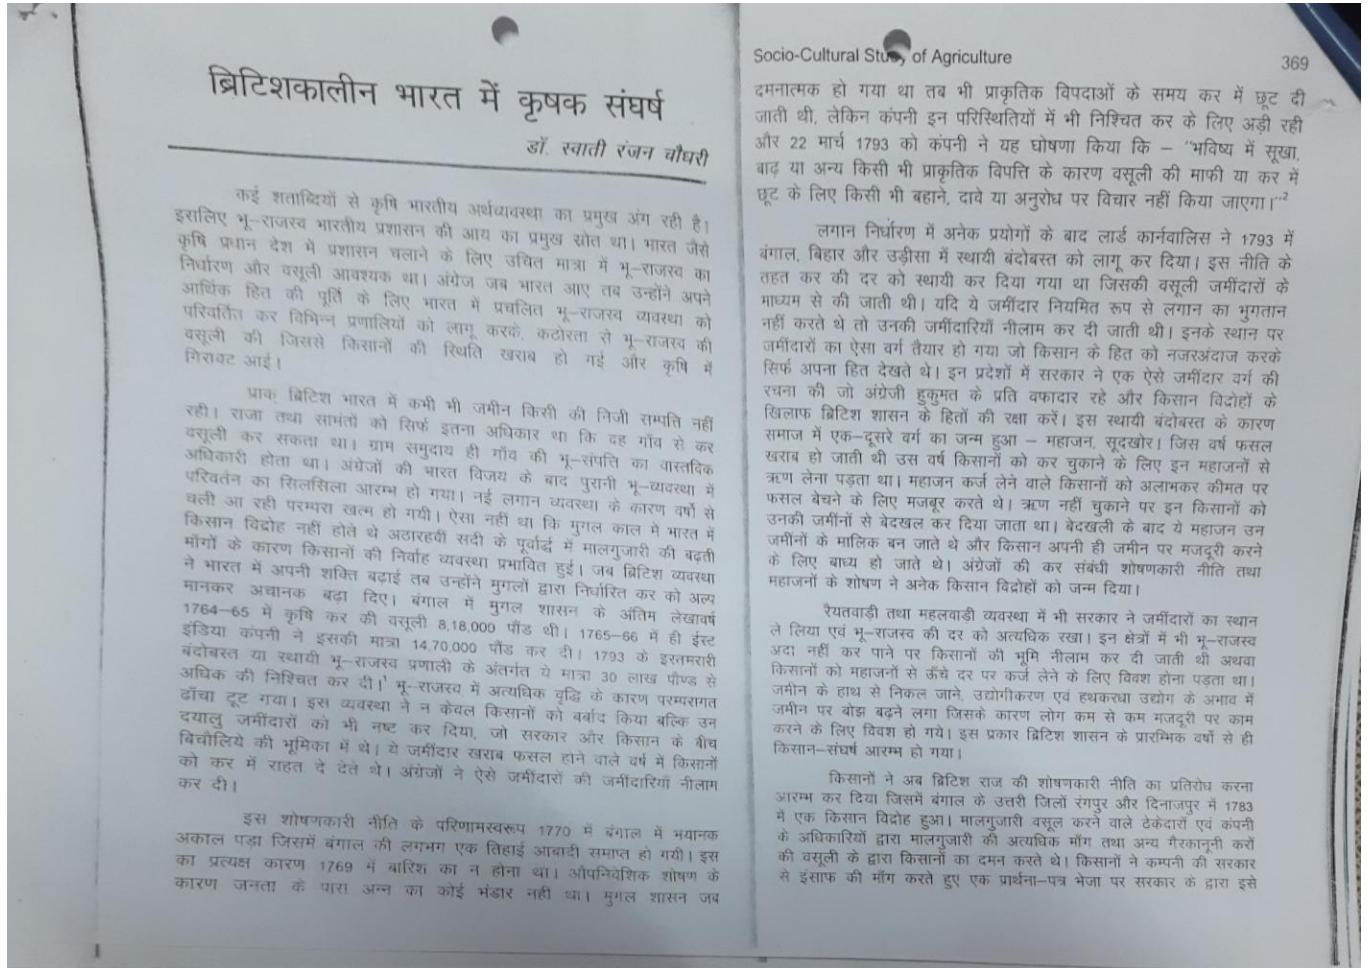 ब्रिटिशकालीन भारत में कृषक संघर्ष
डॉ. स्वाती रंजन चौधरी
कई शताब्दियों से कृषि भारतीय अर्थव्यवस्था का प्रमुख अंग रही है।
इसलिए भू–राजस्व भारतीय प्रशासन की आय का प्रमुख स्रोत था। भारत जैसे
कृषि प्रधान देश में प्रशासन चलाने के लिए उचित मात्रा में भू–राजस्व का
निर्धारण और वसूली आवश्यक था। अंग्रेज जब भारत आए तब उन्होंने अपने
आर्थिक हित की पूर्ति के लिए भारत में प्रचलित भू–राजस्व व्यवस्था को
परिवर्तित कर विभिन्न प्रणालियों को लागू करके, कठोरता से भू–राजस्व की
वसूली की जिससे किसानों की स्थिति खराब हो गई और कृषि में
गिरावट आई।
प्राक् ब्रिटिश भारत में कभी भी जमीन किसी की निजी सम्पत्ति नहीं
रही। राजा तथा सामंतों को सिर्फ इतना अधिकार था कि वह गाँव से कर
वसूली कर सकता था। ग्राम समुदाय ही गाँव की भू–संपत्ति का वास्तविक
अधिकारी होता था। अंग्रेजों की भारत विजय के बाद पुरानी भू–व्यवस्था में
परिवर्तन का सिलसिला आरम्भ हो गया। नई लगान व्यवस्था के कारण वर्षो से
चली आ रही परम्परा खत्म हो गयी। ऐसा नहीं था कि मुगल काल मे भारत में
किसान विद्रोह नहीं होते थे अठारहवीं सदी के पूर्वार्द्ध में मालगुजारी की बढ़ती
माँगों के कारण किसानों की निर्वाह व्यवस्था प्रभावित हुई। जब ब्रिटिश व्यवस्था
ने भारत में अपनी शक्ति बढ़ाई तब उन्होंने मुगलों द्वारा निर्धारित कर को अल्प
मानकर अचानक बढ़ा दिए। बंगाल में मुगल शासन के अंतिम लेखावर्ष
1764–65 में कृषि कर की वसूली 8,18,000 पौंड थी। 1765–66 में ही ईस्ट
इंडिया कंपनी ने इसकी मात्रा 14,70,000 पौंड कर दी। 1793 के इस्तमरारी
बंदोबस्त या स्थायी भू–राजस्व प्रणाली के अंतर्गत ये मात्रा 30 लाख पौण्ड से
अधिक की निश्चित कर दी।¹ भू–राजस्व में अत्यधिक वृद्धि के कारण परम्परागत
ढाँचा टूट गया। इस व्यवस्था ने न केवल किसानों को बर्बाद किया बल्कि उन
दयालु जमींदारों को भी नष्ट कर दिया, जो सरकार और किसान के बीच
बिचौलिये की भूमिका में थे। ये जमींदार खराब फसल होने वाले वर्ष में किसानों
को कर में राहत दे देते थे। अंग्रेजों ने ऐसे जमींदारों की जमींदारियाँ नीलाम
कर दी।
इस शोषणकारी नीति के परिणामस्वरूप 1770 में बंगाल में भयानक
अकाल पड़ा जिसमें बंगाल की लगभग एक तिहाई आबादी समाप्त हो गयी। इस
का प्रत्यक्ष कारण 1769 में बारिश का न होना था। औपनिवेशिक शोषण के
कारण जनता के पास अन्न का कोई भंडार नही था। मुगल शासन जब
Socio-Cultural Study of Agriculture 369
दमनात्मक हो गया था तब भी प्राकृतिक विपदाओं के समय कर में छूट दी
जाती थी, लेकिन कंपनी इन परिस्थितियों में भी निश्चित कर के लिए अड़ी रही
और 22 मार्च 1793 को कंपनी ने यह घोषणा किया कि – "भविष्य में सूखा,
बाढ़ या अन्य किसी भी प्राकृतिक विपत्ति के कारण वसूली की माफी या कर में
छूट के लिए किसी भी बहाने, दावे या अनुरोध पर विचार नहीं किया जाएगा।"²
लगान निर्धारण में अनेक प्रयोगों के बाद लार्ड कार्नवालिस ने 1793 में
बंगाल, बिहार और उड़ीसा में स्थायी बंदोबस्त को लागू कर दिया। इस नीति के
तहत कर की दर को स्थायी कर दिया गया था जिसकी वसूली जमींदारों के
माध्यम से की जाती थी। यदि ये जमींदार नियमित रूप से लगान का भुगतान
नहीं करते थे तो उनकी जमींदारियाँ नीलाम कर दी जाती थी। इनके स्थान पर
जमींदारों का ऐसा वर्ग तैयार हो गया जो किसान के हित को नजरअंदाज करके
सिर्फ अपना हित देखते थे। इन प्रदेशों में सरकार ने एक ऐसे जमींदार वर्ग की
रचना की जो अंग्रेजी हुकुमत के प्रति वफादार रहे और किसान विद्रोहों के
खिलाफ ब्रिटिश शासन के हितों की रक्षा करें। इस स्थायी बंदोबस्त के कारण
समाज में एक–दूसरे वर्ग का जन्म हुआ – महाजन, सूदखोर। जिस वर्ष फसल
खराब हो जाती थी उस वर्ष किसानों को कर चुकाने के लिए इन महाजनों से
ऋण लेना पड़ता था। महाजन कर्ज लेने वाले किसानों को अलाभकर कीमत पर
फसल बेचने के लिए मजबूर करते थे। ऋण नहीं चुकाने पर इन किसानों को
उनकी जमींनों से बेदखल कर दिया जाता था। बेदखली के बाद ये महाजन उन
जमींनों के मालिक बन जाते थे और किसान अपनी ही जमीन पर मजदूरी करने
के लिए बाध्य हो जाते थे। अंग्रेजों की कर संबंधी शोषणकारी नीति तथा
महाजनों के शोषण ने अनेक किसान विद्रोहों को जन्म दिया।
रैयतवाड़ी तथा महलवाड़ी व्यवस्था में भी सरकार ने जमींदारों का स्थान
ले लिया एवं भू–राजस्व की दर को अत्यधिक रखा। इन क्षेत्रों में भी भू–राजस्व
अदा नहीं कर पाने पर किसानों की भूमि नीलाम कर दी जाती थी अथवा
किसानों को महाजनों से ऊँचे दर पर कर्ज लेने के लिए विवश होना पड़ता था।
जमीन के हाथ से निकल जाने, उद्योगीकरण एवं हथकरधा उद्योग के अभाव में
जमीन पर बोझ बढ़ने लगा जिसके कारण लोग कम से कम मजदूरी पर काम
करने के लिए विवश हो गये। इस प्रकार ब्रिटिश शासन के प्रारम्भिक वर्षो से ही
किसान–संघर्ष आरम्भ हो गया।
किसानों ने अब ब्रिटिश राज की शोषणकारी नीति का प्रतिरोध करना
आरम्भ कर दिया जिसमें बंगाल के उत्तरी जिलों रंगपुर और दिनाजपुर में 1783
में एक किसान विद्रोह हुआ। मालगुजारी वसूल करने वाले ठेकेदारों एवं कंपनी
के अधिकारियों द्वारा मालगुजारी की अत्यधिक माँग तथा अन्य गैरकानूनी करों
की वसूली के द्वारा किसानों का दमन करते थे। किसानों ने कम्पनी की सरकार
से इंसाफ की माँग करते हुए एक प्रार्थना–पत्र भेजा पर सरकार के द्वारा इसे